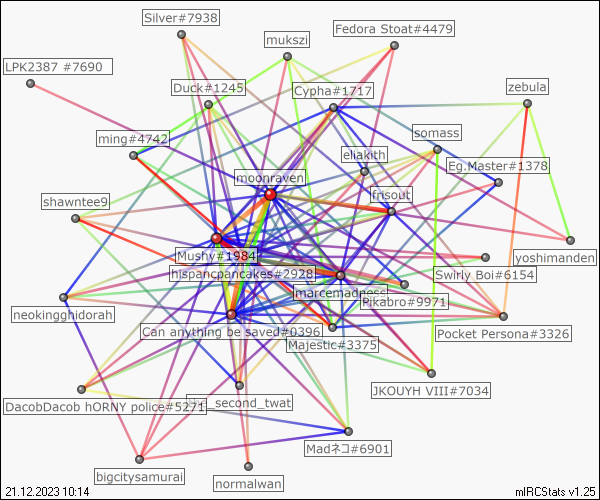 Silver#7938
Fedora Stoat#4479
mukszi
LPK2387 #7690
Duck#1245
Cypha#1717
zebula
ming#4742
somass
eliakith
Eg.Master#1378
moonraven
frisout
shawntee9
Mushy#1984
yoshimanden
hispancpancakes#2928
Swirly Boi#6154
marcemadness
Pikabro#9971
neokingghidorah
Can anything be saved#0396
Pocket Persona#3326
Majestic#3375
JKOUYH VIII#7034
DacobDacob hORNY police#5271
_second_twat
Madネコ#6901
bigcitysamurai
normalwan
21.12.2023 10:14
mIRCStats v1.25